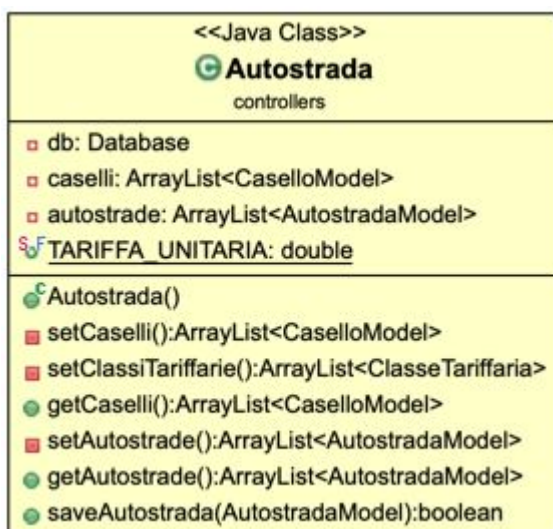 <<Java Class>>
C Autostrada
controllers
db: Database
caselli: ArrayList<CaselloModel>
autostrade: ArrayList<AutostradaModel>
S F TARIFFA_UNITARIA: double
C Autostrada()
setCaselli():ArrayList<CaselloModel>
setClassiTariffarie():ArrayList<ClasseTariffaria>
getCaselli():ArrayList<CaselloModel>
setAutostrade():ArrayList<AutostradaModel>
getAutostrade():ArrayList<AutostradaModel>
saveAutostrada(AutostradaModel):boolean